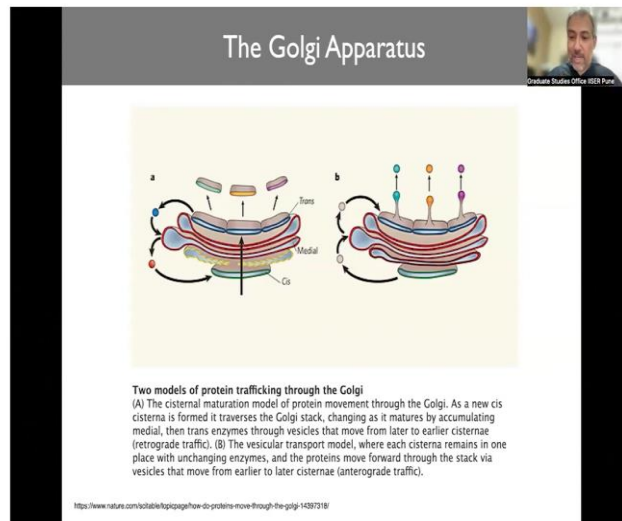 The Golgi Apparatus
Graduate Studies Office IISER Pune
a
b
Trans
Medial
Cis
Two models of protein trafficking through the Golgi
(A) The cisternal maturation model of protein movement through the Golgi. As a new cis
cisterna is formed it traverses the Golgi stack, changing as it matures by accumulating
medial, then trans enzymes through vesicles that move from later to earlier cisternae
(retrograde traffic). (B) The vesicular transport model, where each cisterna remains in one
place with unchanging enzymes, and the proteins move forward through the stack via
vesicles that move from earlier to later cisternae (anterograde traffic).
https://www.nature.com/scitable/topicpage/how-do-proteins-move-through-the-golgi-14397318/